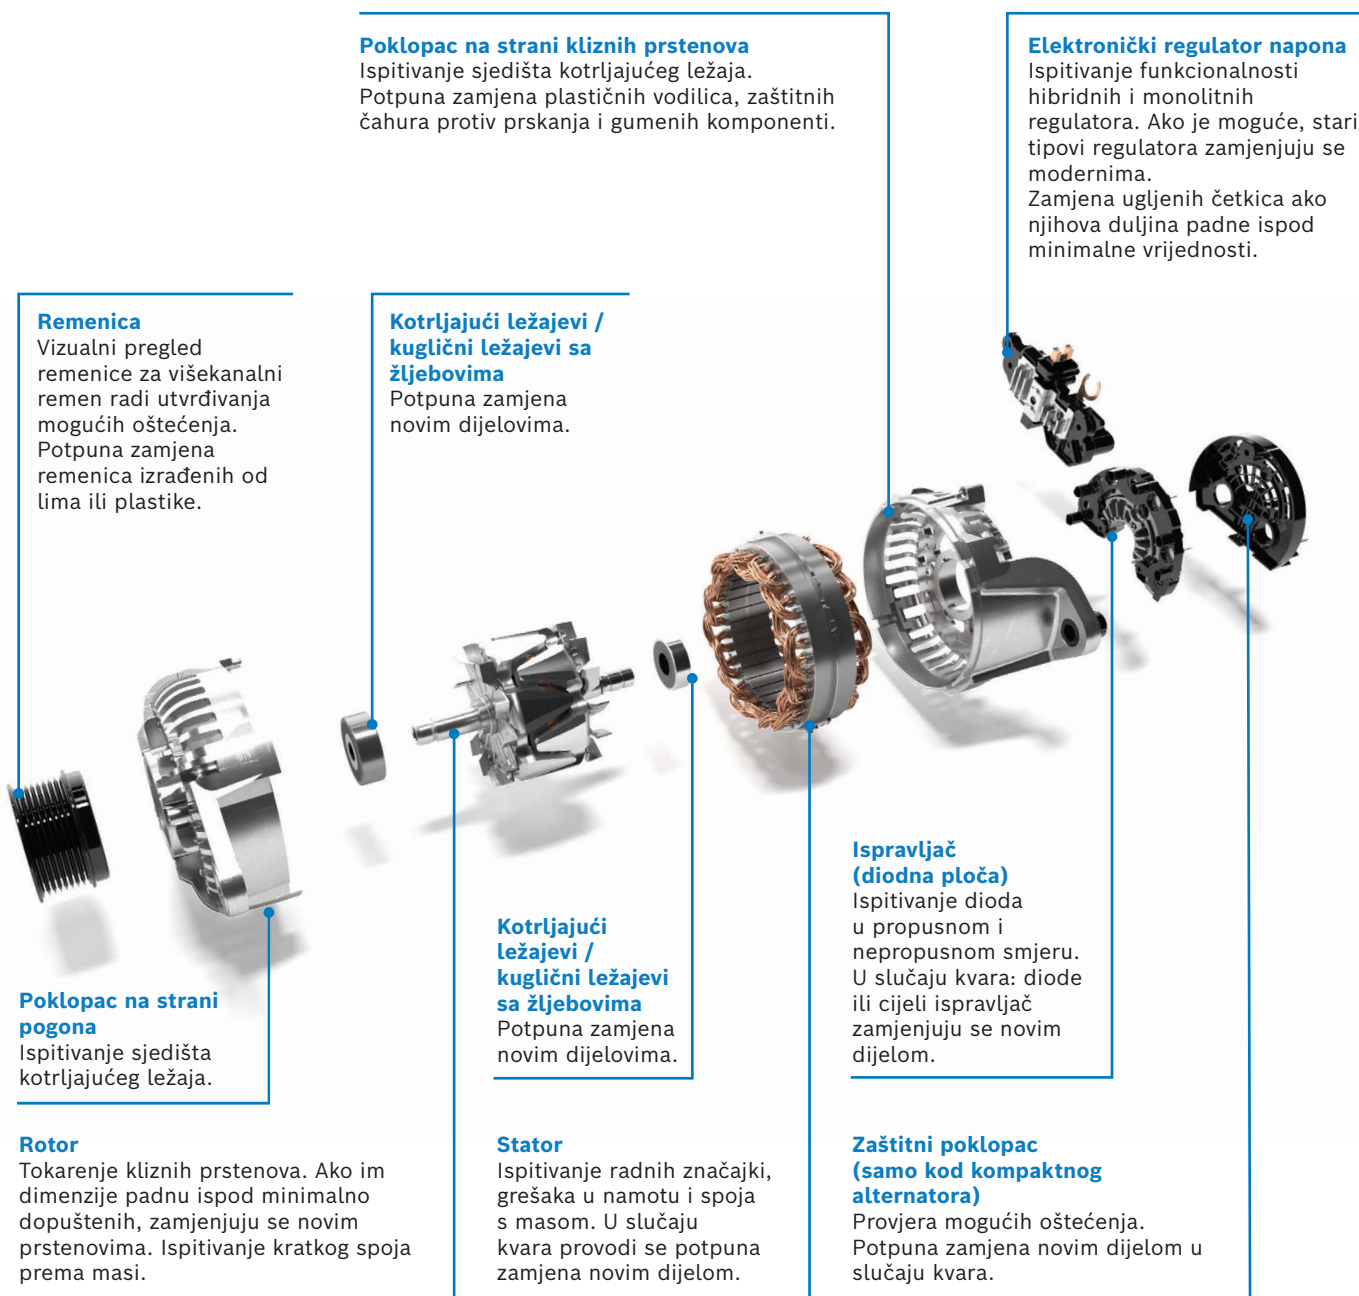 Poklopac na strani kliznih prstenova
Ispitivanje sjedišta kotrljajućeg ležaja.
Potpuna zamjena plastičnih vodilica, zaštitnih
čahura protiv prskanja i gumenih komponenti.
Elektronički regulator napona
Ispitivanje funkcionalnosti
hibridnih i monolitnih
regulatora. Ako je moguće, stari
tipovi regulatora zamjenjuju se
modernima.
Zamjena ugljenih četkica ako
njihova duljina padne ispod
minimalne vrijednosti.
Remenica
Vizualni pregled
remenice za višekanalni
remen radi utvrđivanja
mogućih oštećenja.
Potpuna zamjena
remenica izrađenih od
lima ili plastike.
Kotrljajući ležajevi /
kuglični ležajevi sa
žljebovima
Potpuna zamjena
novim dijelovima.
Poklopac na strani
pogona
Ispitivanje sjedišta
kotrljajućeg ležaja.
Kotrljajući
ležajevi /
kuglični ležajevi
sa žljebovima
Potpuna zamjena
novim dijelovima.
Ispravljač
(diodna ploča)
Ispitivanje dioda
u propusnom i
nepropusnom smjeru.
U slučaju kvara: diode
ili cijeli ispravljač
zamjenjuju se novim
dijelom.
Rotor
Tokarenje kliznih prstenova. Ako im
dimenzije padnu ispod minimalno
dopuštenih, zamjenjuju se novim
prstenovima. Ispitivanje kratkog spoja
prema masi.
Stator
Ispitivanje radnih značajki,
grešaka u namotu i spoja
s masom. U slučaju
kvara provodi se potpuna
zamjena novim dijelom.
Zaštitni poklopac
(samo kod kompaktnog
alternatora)
Provjera mogućih oštećenja.
Potpuna zamjena novim dijelom u
slučaju kvara.